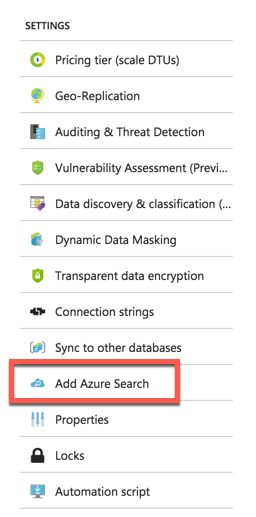 SETTINGS
Pricing tier (scale DTUs)
Geo-Replication
Auditing & Threat Detection
Vulnerability Assessment (Previ...
Data discovery & classification (...
Dynamic Data Masking
Transparent data encryption
Connection strings
Sync to other databases
Add Azure Search
Properties
Locks
Automation script